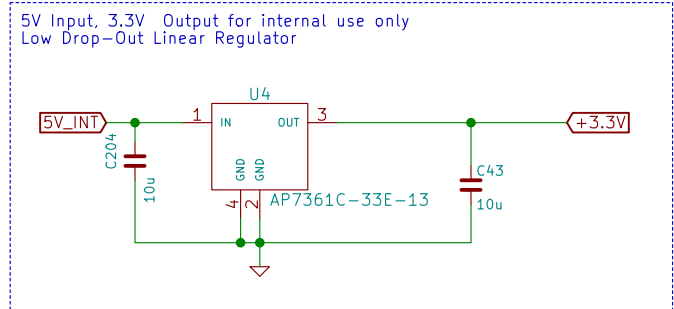 5V Input, 3.3V  Output for internal use only
Low Drop-Out Linear Regulator
U4
5V_INT
1
IN
OUT
3
+3.3V
C204
10u
GND
GND
4
2
AP7361C-33E-13
C43
10u